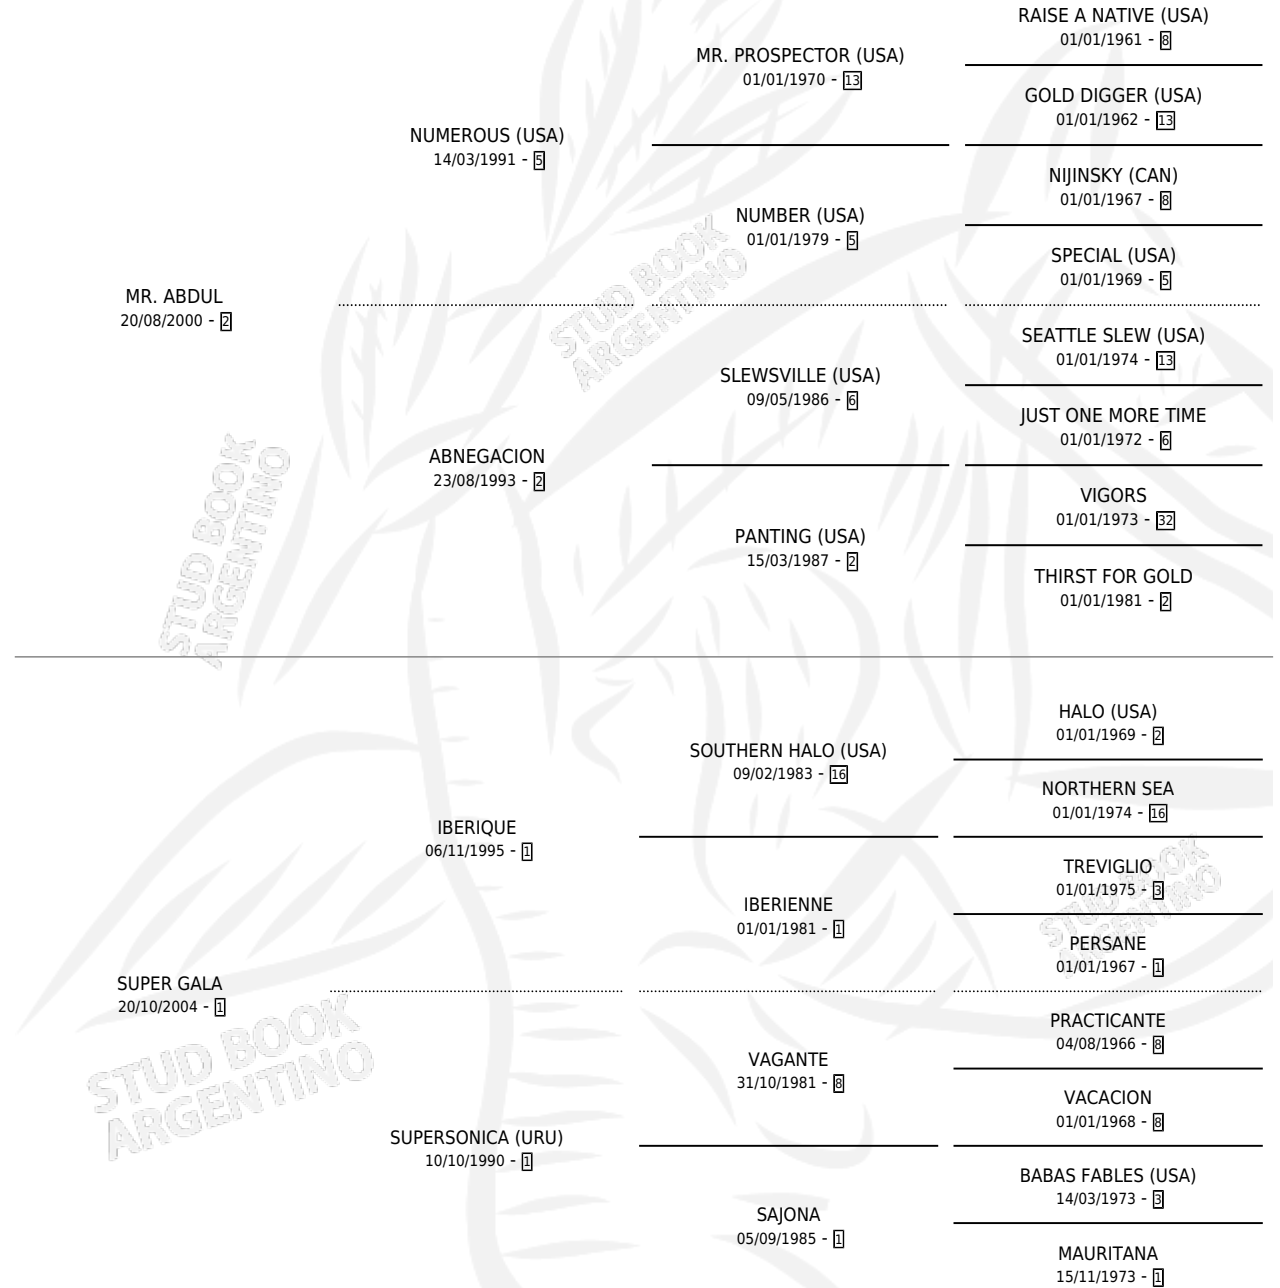 RAISE A NATIVE (USA)
01/01/1961 - 8
MR. PROSPECTOR (USA)
01/01/1970 - 13
GOLD DIGGER (USA)
01/01/1962 - 13
NUMEROUS (USA)
14/03/1991 - 5
NIJINSKY (CAN)
01/01/1967 - 8
NUMBER (USA)
01/01/1979 - 5
SPECIAL (USA)
01/01/1969 - 5
MR. ABDUL
20/08/2000 - 2
STUD BOOK
ARGENTINO
SEATTLE SLEW (USA)
01/01/1974 - 13
SLEWSVILLE (USA)
09/05/1986 - 6
JUST ONE MORE TIME
01/01/1972 - 6
ABNEGACION
23/08/1993 - 2
VIGORS
01/01/1973 - 32
PANTING (USA)
15/03/1987 - 2
THIRST FOR GOLD
01/01/1981 - 2
STUD BOOK
ARGENTINO
HALO (USA)
01/01/1969 - 2
SOUTHERN HALO (USA)
09/02/1983 - 16
NORTHERN SEA
01/01/1974 - 16
IBERIQUE
06/11/1995 - 1
TREVIGLIO
01/01/1975 - 3
IBERIENNE
01/01/1981 - 1
STUD BOOK
ARGENTINO
PERSANE
01/01/1967 - 1
SUPER GALA
20/10/2004 - 1
PRACTICANTE
04/08/1966 - 8
VAGANTE
31/10/1981 - 8
STUD BOOK
ARGENTINO
VACACION
01/01/1968 - 8
SUPERSONICA (URU)
10/10/1990 - 1
BABAS FABLES (USA)
14/03/1973 - 3
SAJONA
05/09/1985 - 1
MAURITANA
15/11/1973 - 1